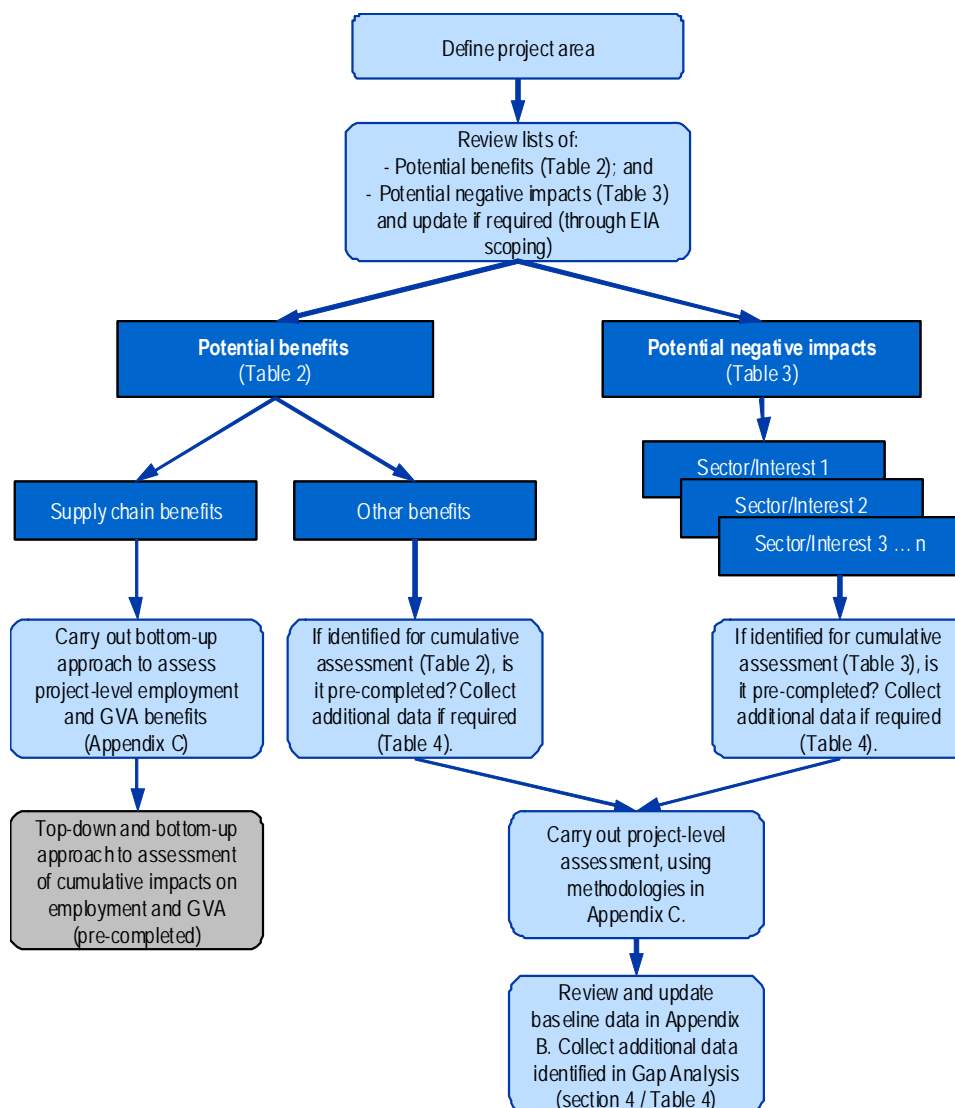 Define project area
Review lists of:
- Potential benefits (Table 2); and
- Potential negative impacts (Table 3)
and update if required (through EIA
scoping)
Potential benefits
(Table 2)
Potential negative impacts
(Table 3)
Sector/Interest 1
Sector/Interest 2
Sector/Interest 3 ... n
Supply chain benefits
Other benefits
Carry out bottom-up
approach to assess
project-level employment
and GVA benefits
(Appendix C)
If identified for cumulative
assessment (Table 2), is
it pre-completed? Collect
additional data if required
(Table 4).
If identified for cumulative
assessment (Table 3), is
it pre-completed? Collect
additional data if required
(Table 4).
Top-down and bottom-up
approach to assessment
of cumulative impacts on
employment and GVA
(pre-completed)
Carry out project-level
assessment, using
methodologies in
Appendix C.
Review and update
baseline data in Appendix
B. Collect additional data
identified in Gap Analysis
(section 4 / Table 4)